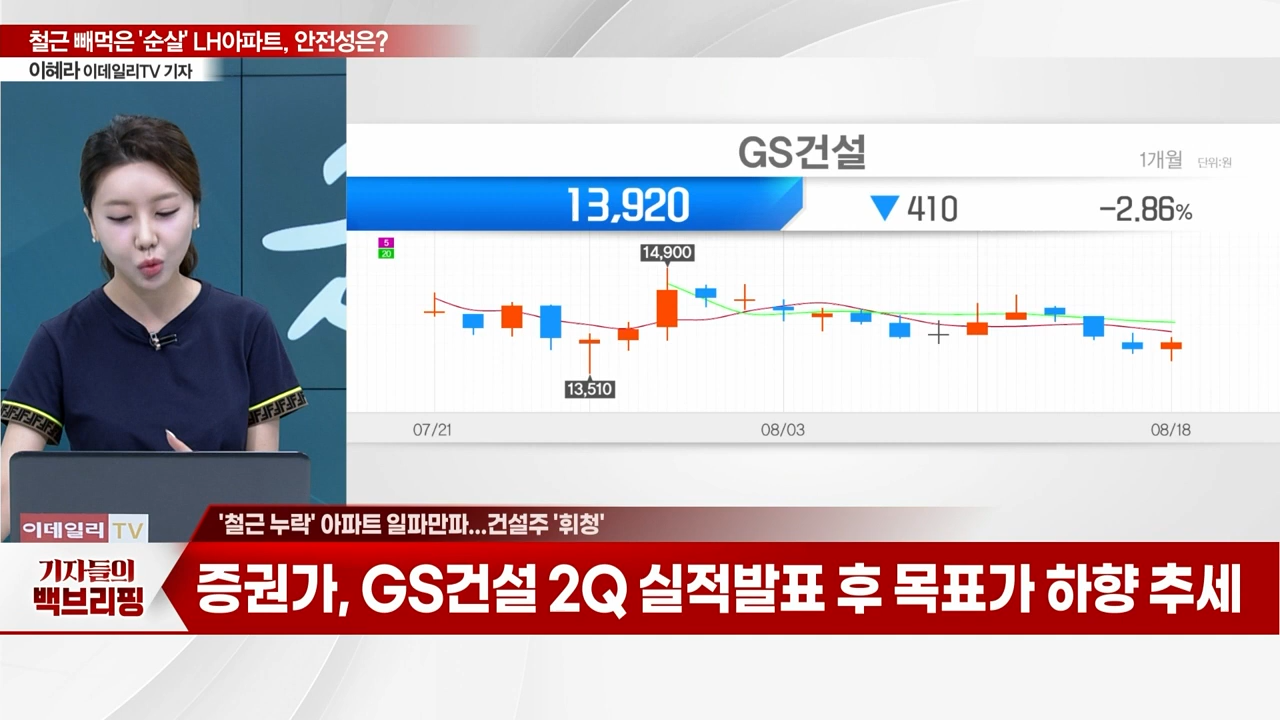 철근 빼먹은 '순살' LH아파트, 안전성은?
이혜라 이데일리TV 기자
GS건설
1개월 단위:원
13,920 ▼410 -2.86%
5
20
14,900
13,510
07/21 08/03 08/18
이데일리TV
'철근 누락' 아파트 일파만파...건설주 '휘청'
기자들의
백브리핑
증권가, GS건설 2Q 실적발표 후 목표가 하향 추세